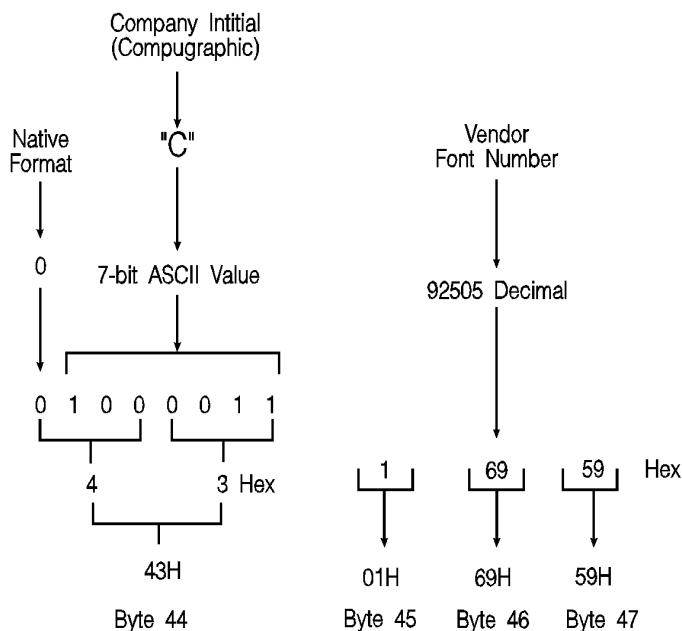 Company Intitial
(Compugraphic)
Native
Format
"C"
Vendor
Font Number
0
7-bit ASCII Value
92505 Decimal
0 1 0 0 0 0 1 1
1 69 59 Hex
4 3 Hex
43H
01H 69H 59H
Byte 44
Byte 45 Byte 46 Byte 47